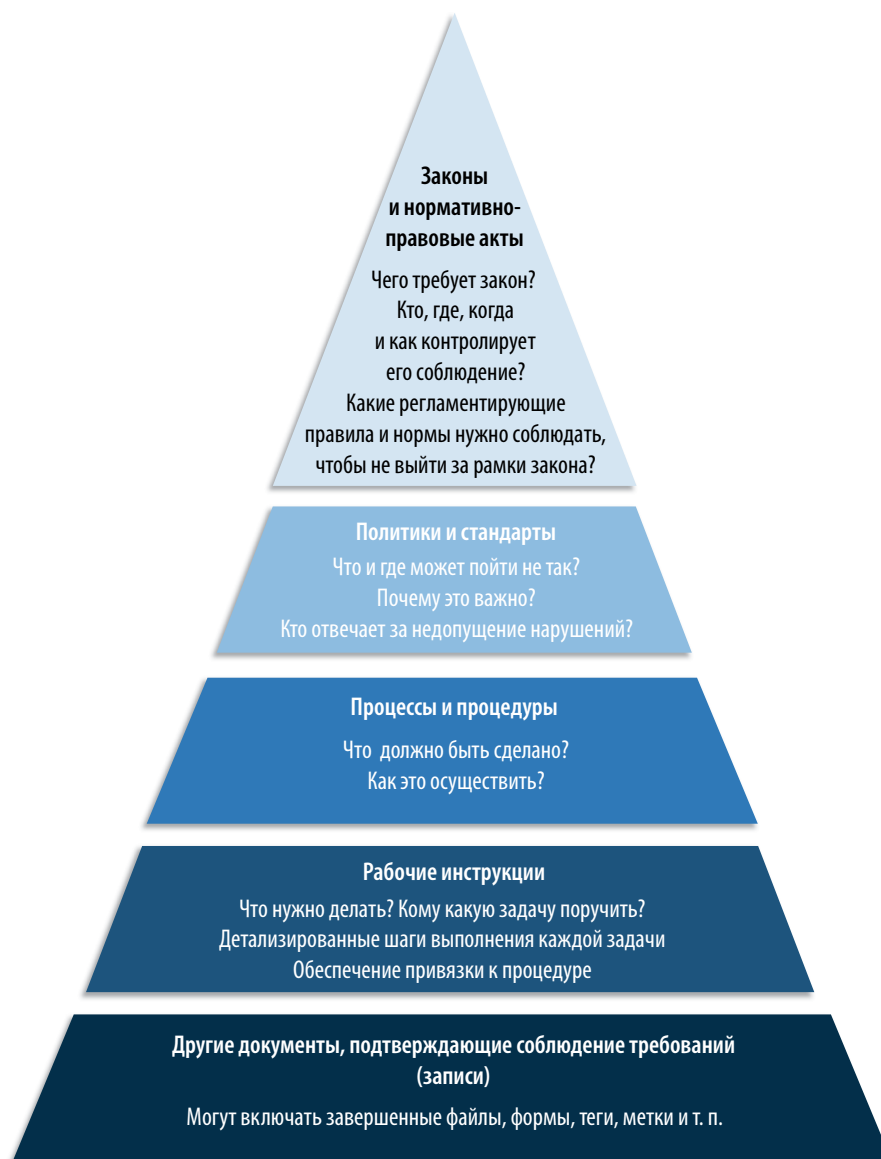 Законы
и нормативно-
правовые акты
Чего требует закон?
Кто, где, когда
и как контролирует
его соблюдение?
Какие регламентирующие
правила и нормы нужно соблюдать,
чтобы не выйти за рамки закона?
Политики и стандарты
Что и где может пойти не так?
Почему это важно?
Кто отвечает за недопущение нарушений?
Процессы и процедуры
Что должно быть сделано?
Как это осуществить?
Рабочие инструкции
Что нужно делать? Кому какую задачу поручить?
Детализированные шаги выполнения каждой задачи
Обеспечение привязки к процедуре
Другие документы, подтверждающие соблюдение требований
(записи)
Могут включать завершенные файлы, формы, теги, метки и т. п.